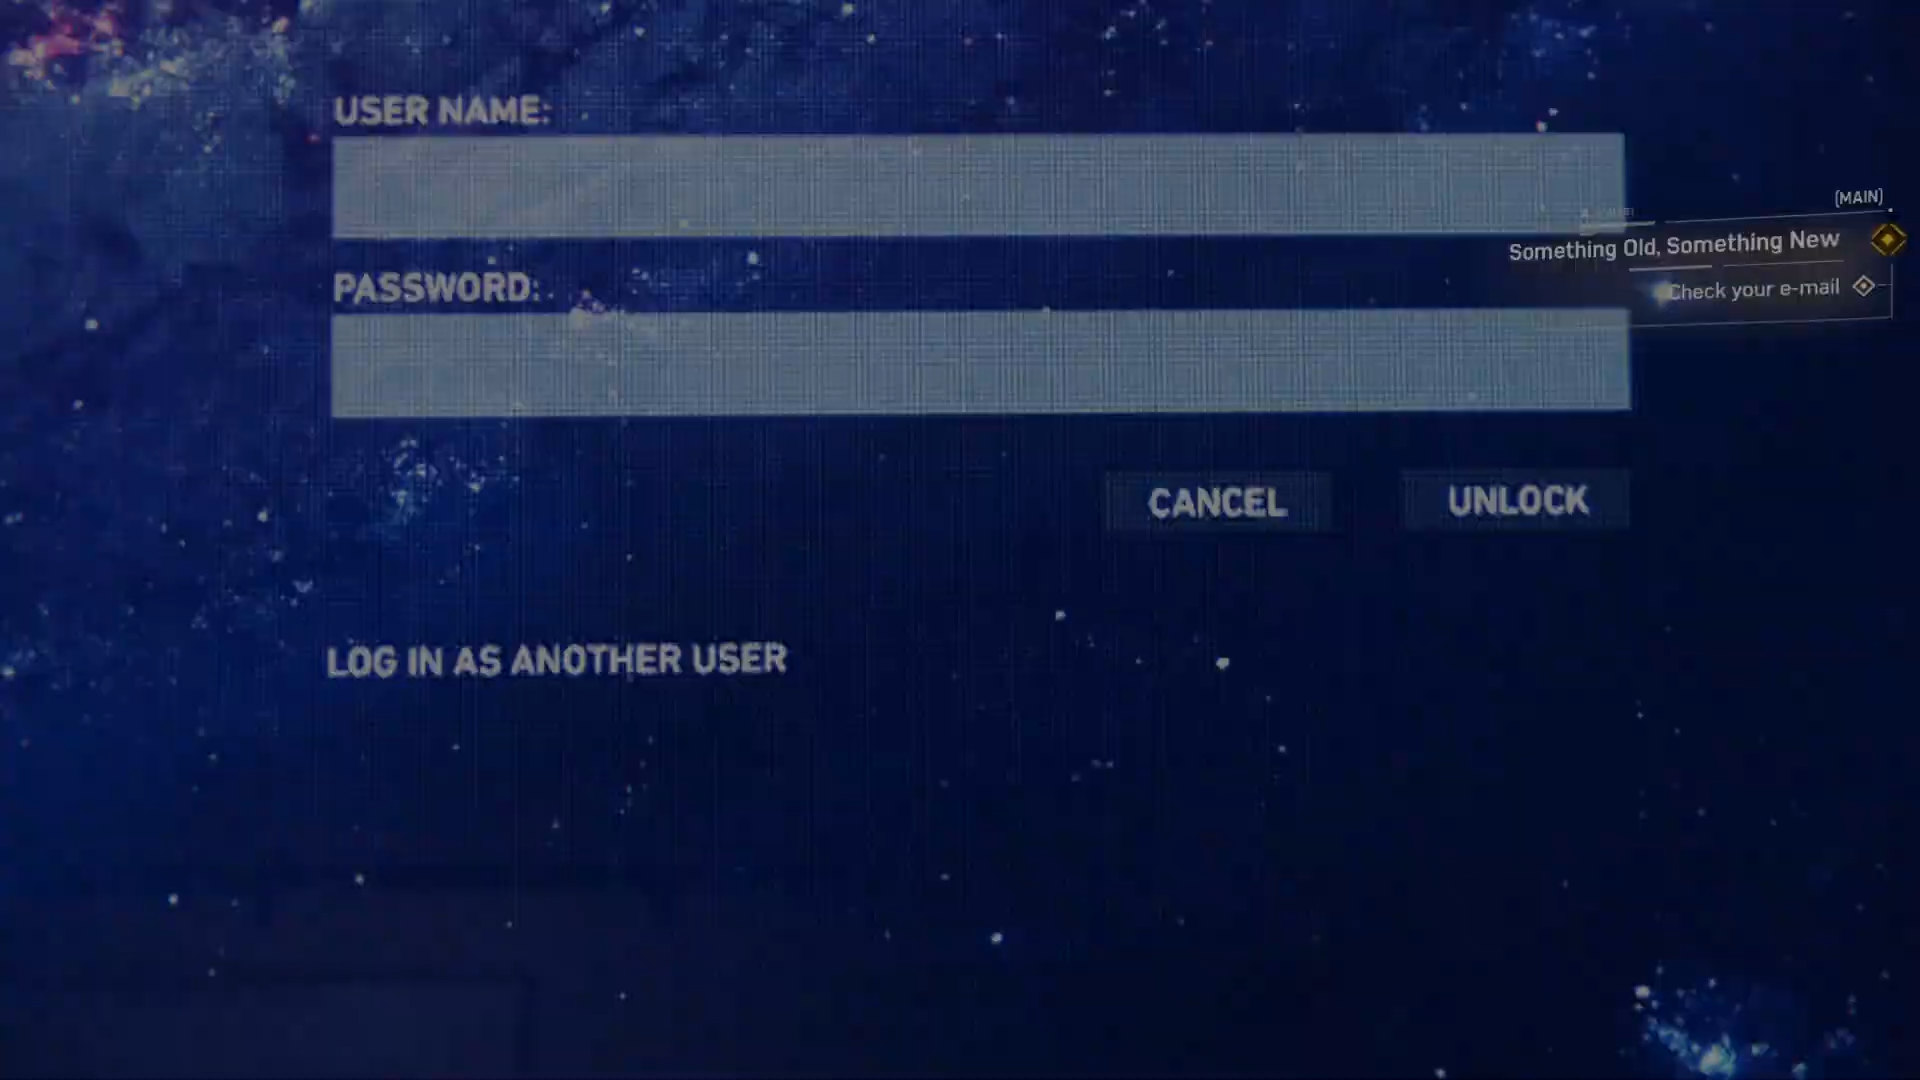 USER NAME:
(MAIN)
Something Old, Something New
PASSWORD:
Check your e-mail
CANCEL
UNLOCK
LOG IN AS ANOTHER USER